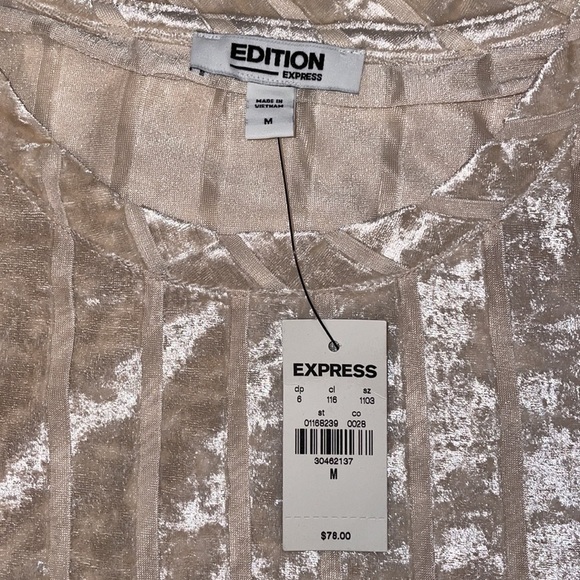 EDITION
EXPRESS
MADE IN
VIETNAM
M
EXPRESS
dp cl sz
6 116 1103
st co
01168239 0028
30462137
M
$78.00